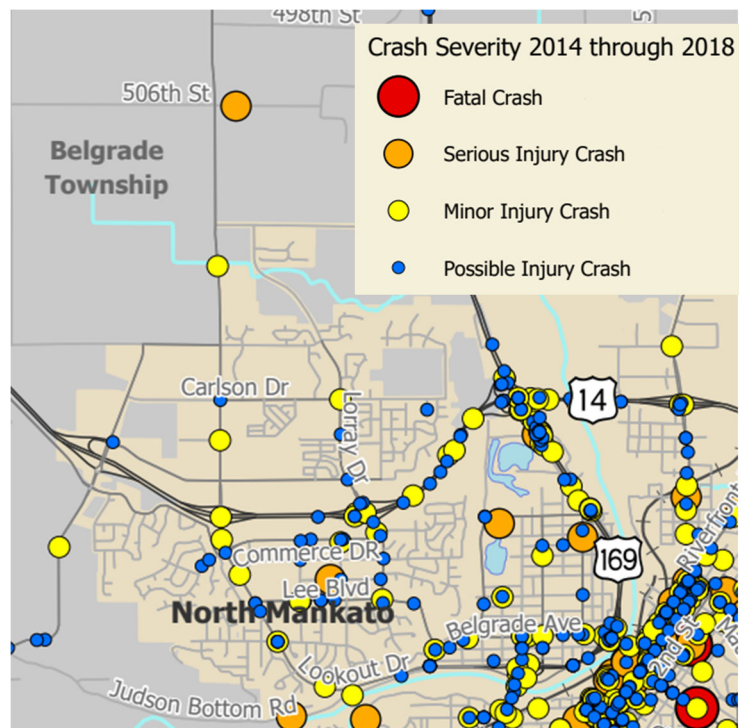 498th St
5
Crash Severity 2014 through 2018
Fatal Crash
506th St
Serious Injury Crash
Belgrade
Township
Minor Injury Crash
Possible Injury Crash
Carlson Dr
14
Lorray Dr
Riverfront
Commerce DR
169
Lee Blvd
North Mankato
Belgrade Ave
2nd St
Lookout Dr
Judson Bottom Rd